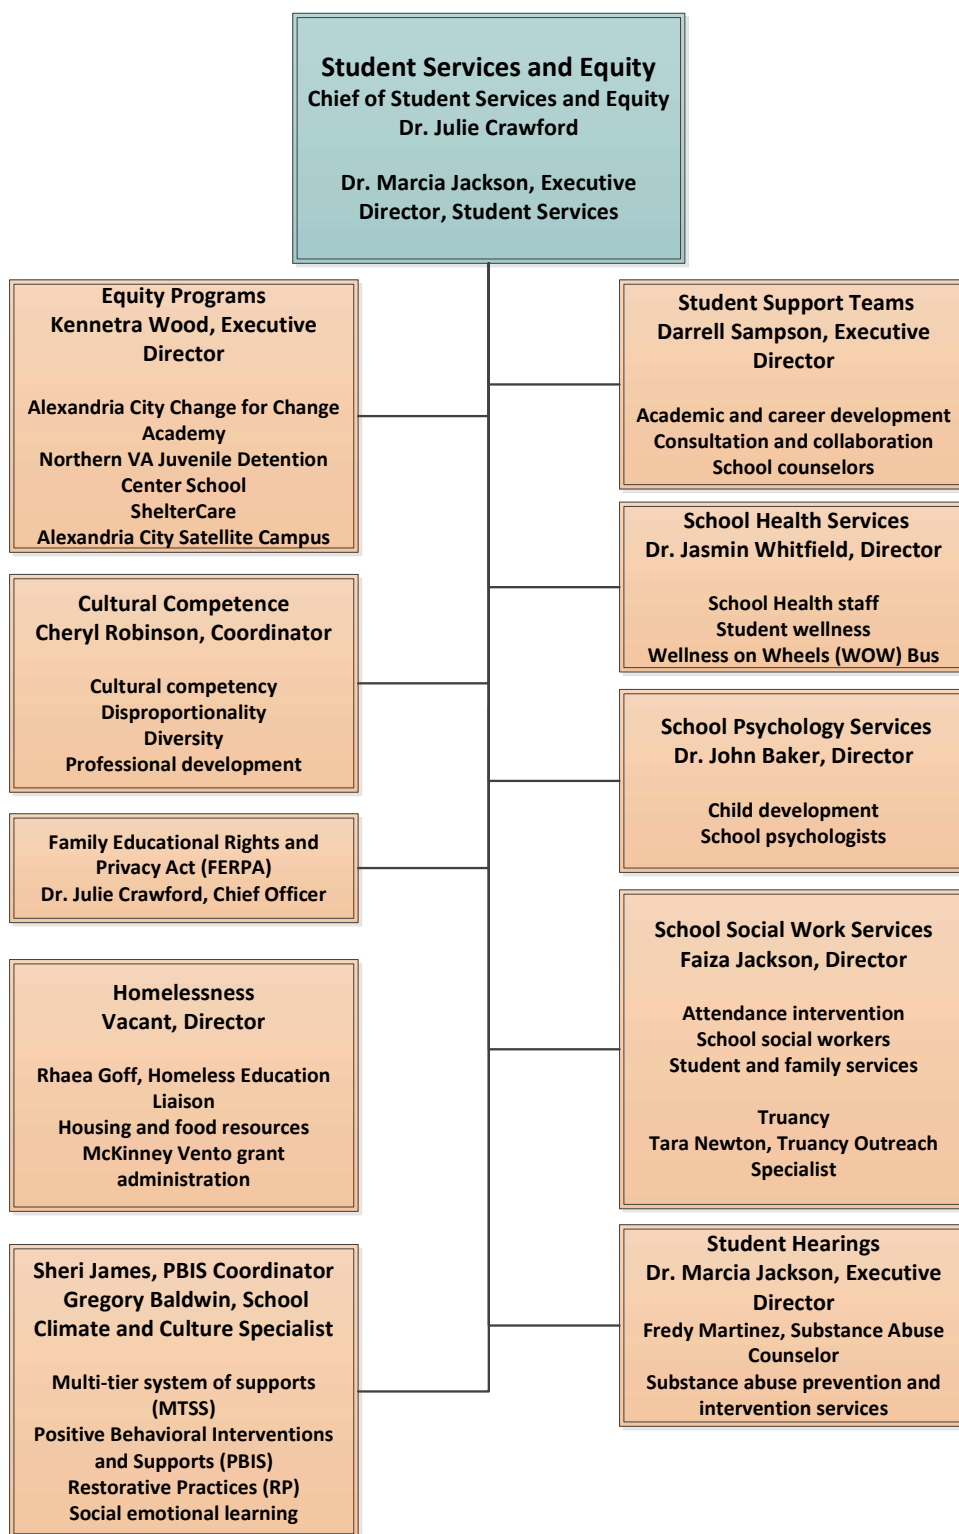 Student Services and Equity
Chief of Student Services and Equity
Dr. Julie Crawford
Dr. Marcia Jackson, Executive
Director, Student Services
Equity Programs
Kennetra Wood, Executive
Director
Alexandria City Change for Change
Academy
Northern VA Juvenile Detention
Center School
ShelterCare
Alexandria City Satellite Campus
Cultural Competence
Cheryl Robinson, Coordinator
Cultural competency
Disproportionality
Diversity
Professional development
Family Educational Rights and
Privacy Act (FERPA)
Dr. Julie Crawford, Chief Officer
Homelessness
Vacant, Director
Rhaea Goff, Homeless Education
Liaison
Housing and food resources
McKinney Vento grant
administration
Sheri James, PBIS Coordinator
Gregory Baldwin, School
Climate and Culture Specialist
Multi-tier system of supports
(MTSS)
Positive Behavioral Interventions
and Supports (PBIS)
Restorative Practices (RP)
Social emotional learning
Student Support Teams
Darrell Sampson, Executive
Director
Academic and career development
Consultation and collaboration
School counselors
School Health Services
Dr. Jasmin Whitfield, Director
School Health staff
Student wellness
Wellness on Wheels (WOW) Bus
School Psychology Services
Dr. John Baker, Director
Child development
School psychologists
School Social Work Services
Faiza Jackson, Director
Attendance intervention
School social workers
Student and family services
Truancy
Tara Newton, Truancy Outreach
Specialist
Student Hearings
Dr. Marcia Jackson, Executive
Director
Fredy Martinez, Substance Abuse
Counselor
Substance abuse prevention and
intervention services